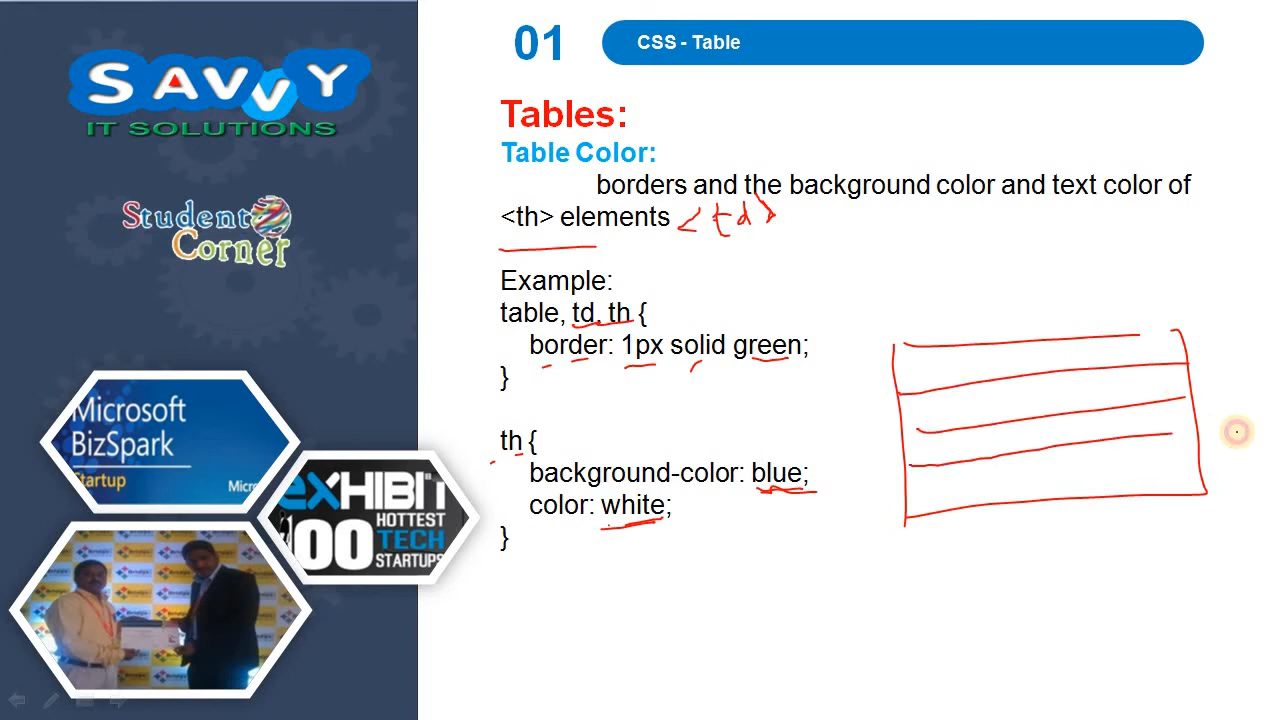 SAVVY
IT SOLUTIONS
Student
Corner
Microsoft
BizSpark
Startup
Micro
eXHIBIT
100
HOTTEST
TECH
STARTUPS
01
CSS - Table
Tables:
Table Color:
borders and the background color and text color of
<th> elements <td>
Example:
table, td, th {
border: 1px solid green;
}
th {
background-color: blue;
color: white;
}